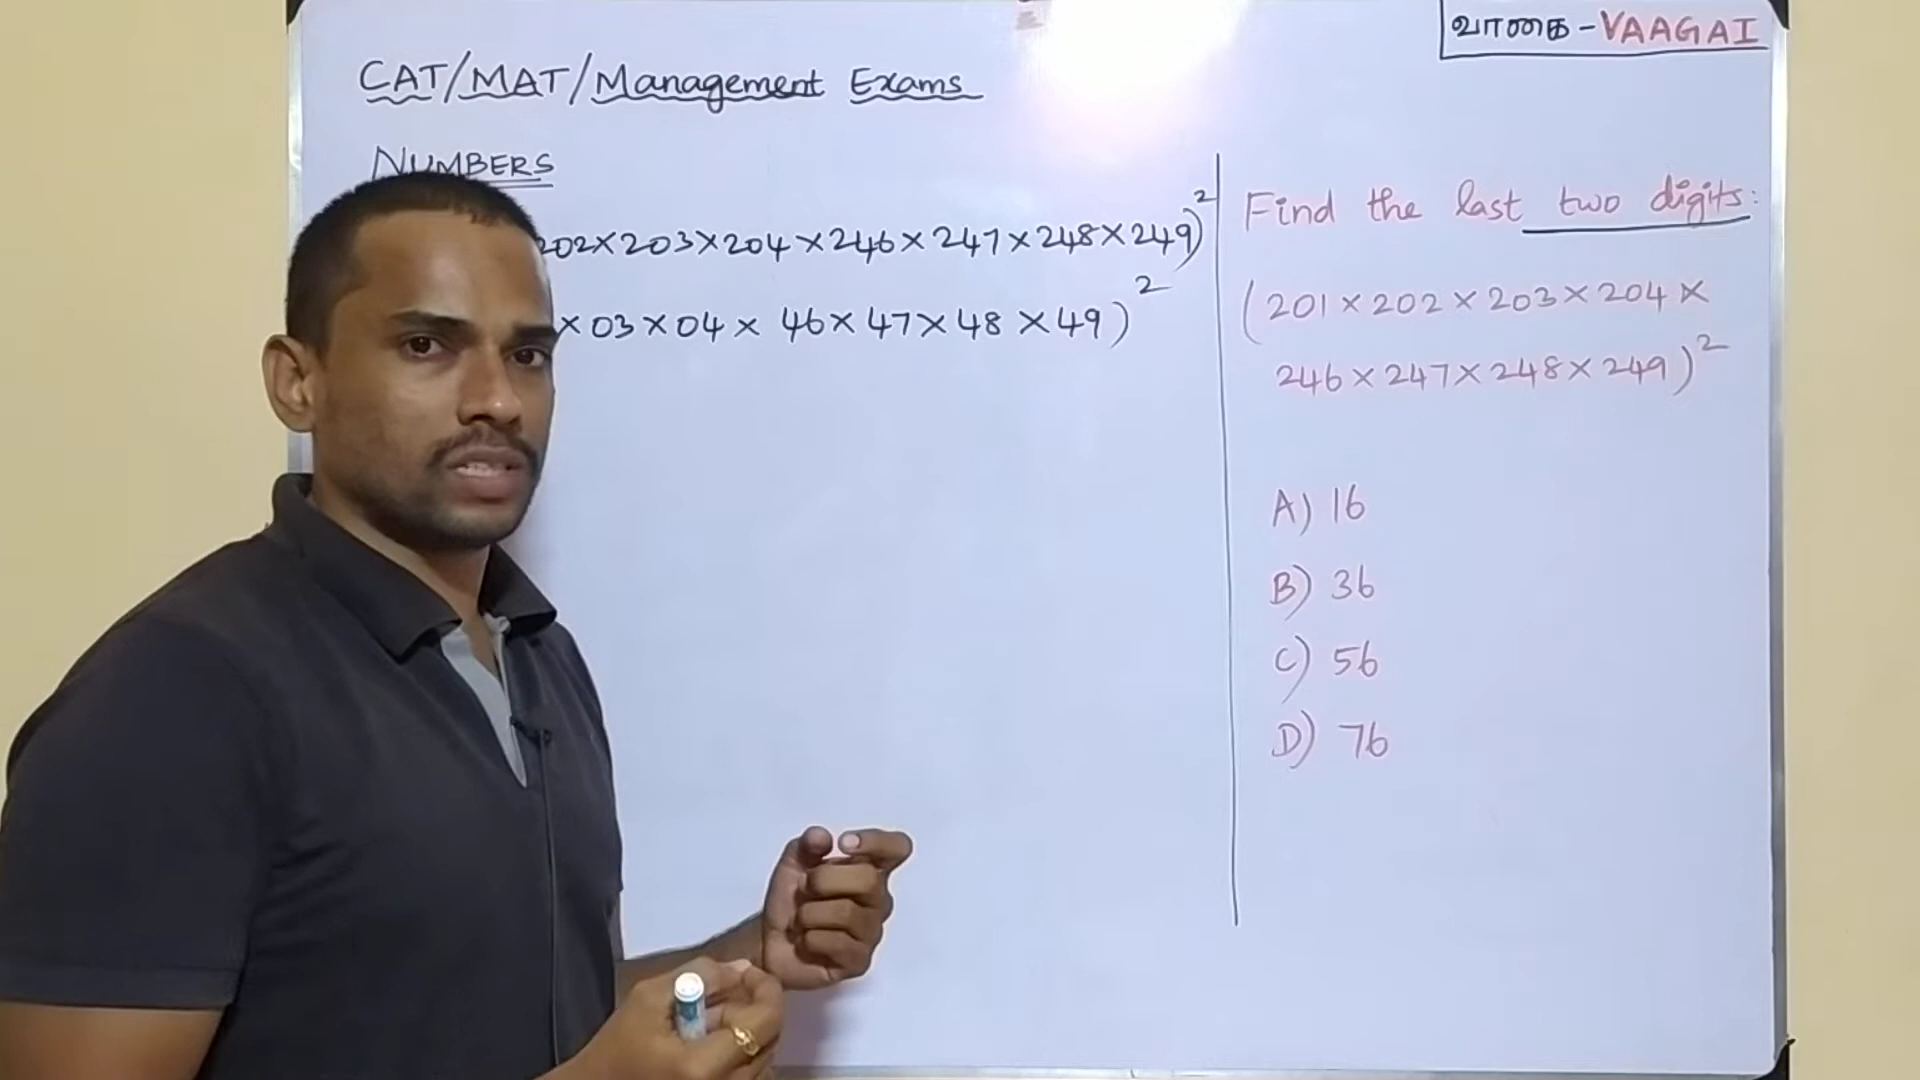 வாகை - VAAGAI
CAT/MAT/Management Exams
NUMBERS
202×203×204×246×247×248×249)²
×03×04× 46×47×48×49)²
Find the last two digits:
(201×202×203×204×
246×247×248×249)²
A) 16
B) 36
C) 56
D) 76